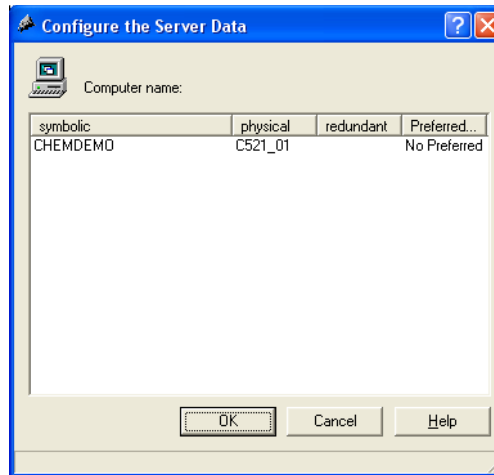 Configure the Server Data
Computer name:
symbolic physical redundant Preferred...
CHEMDEMO C521_01 No Preferred
OK Cancel Help